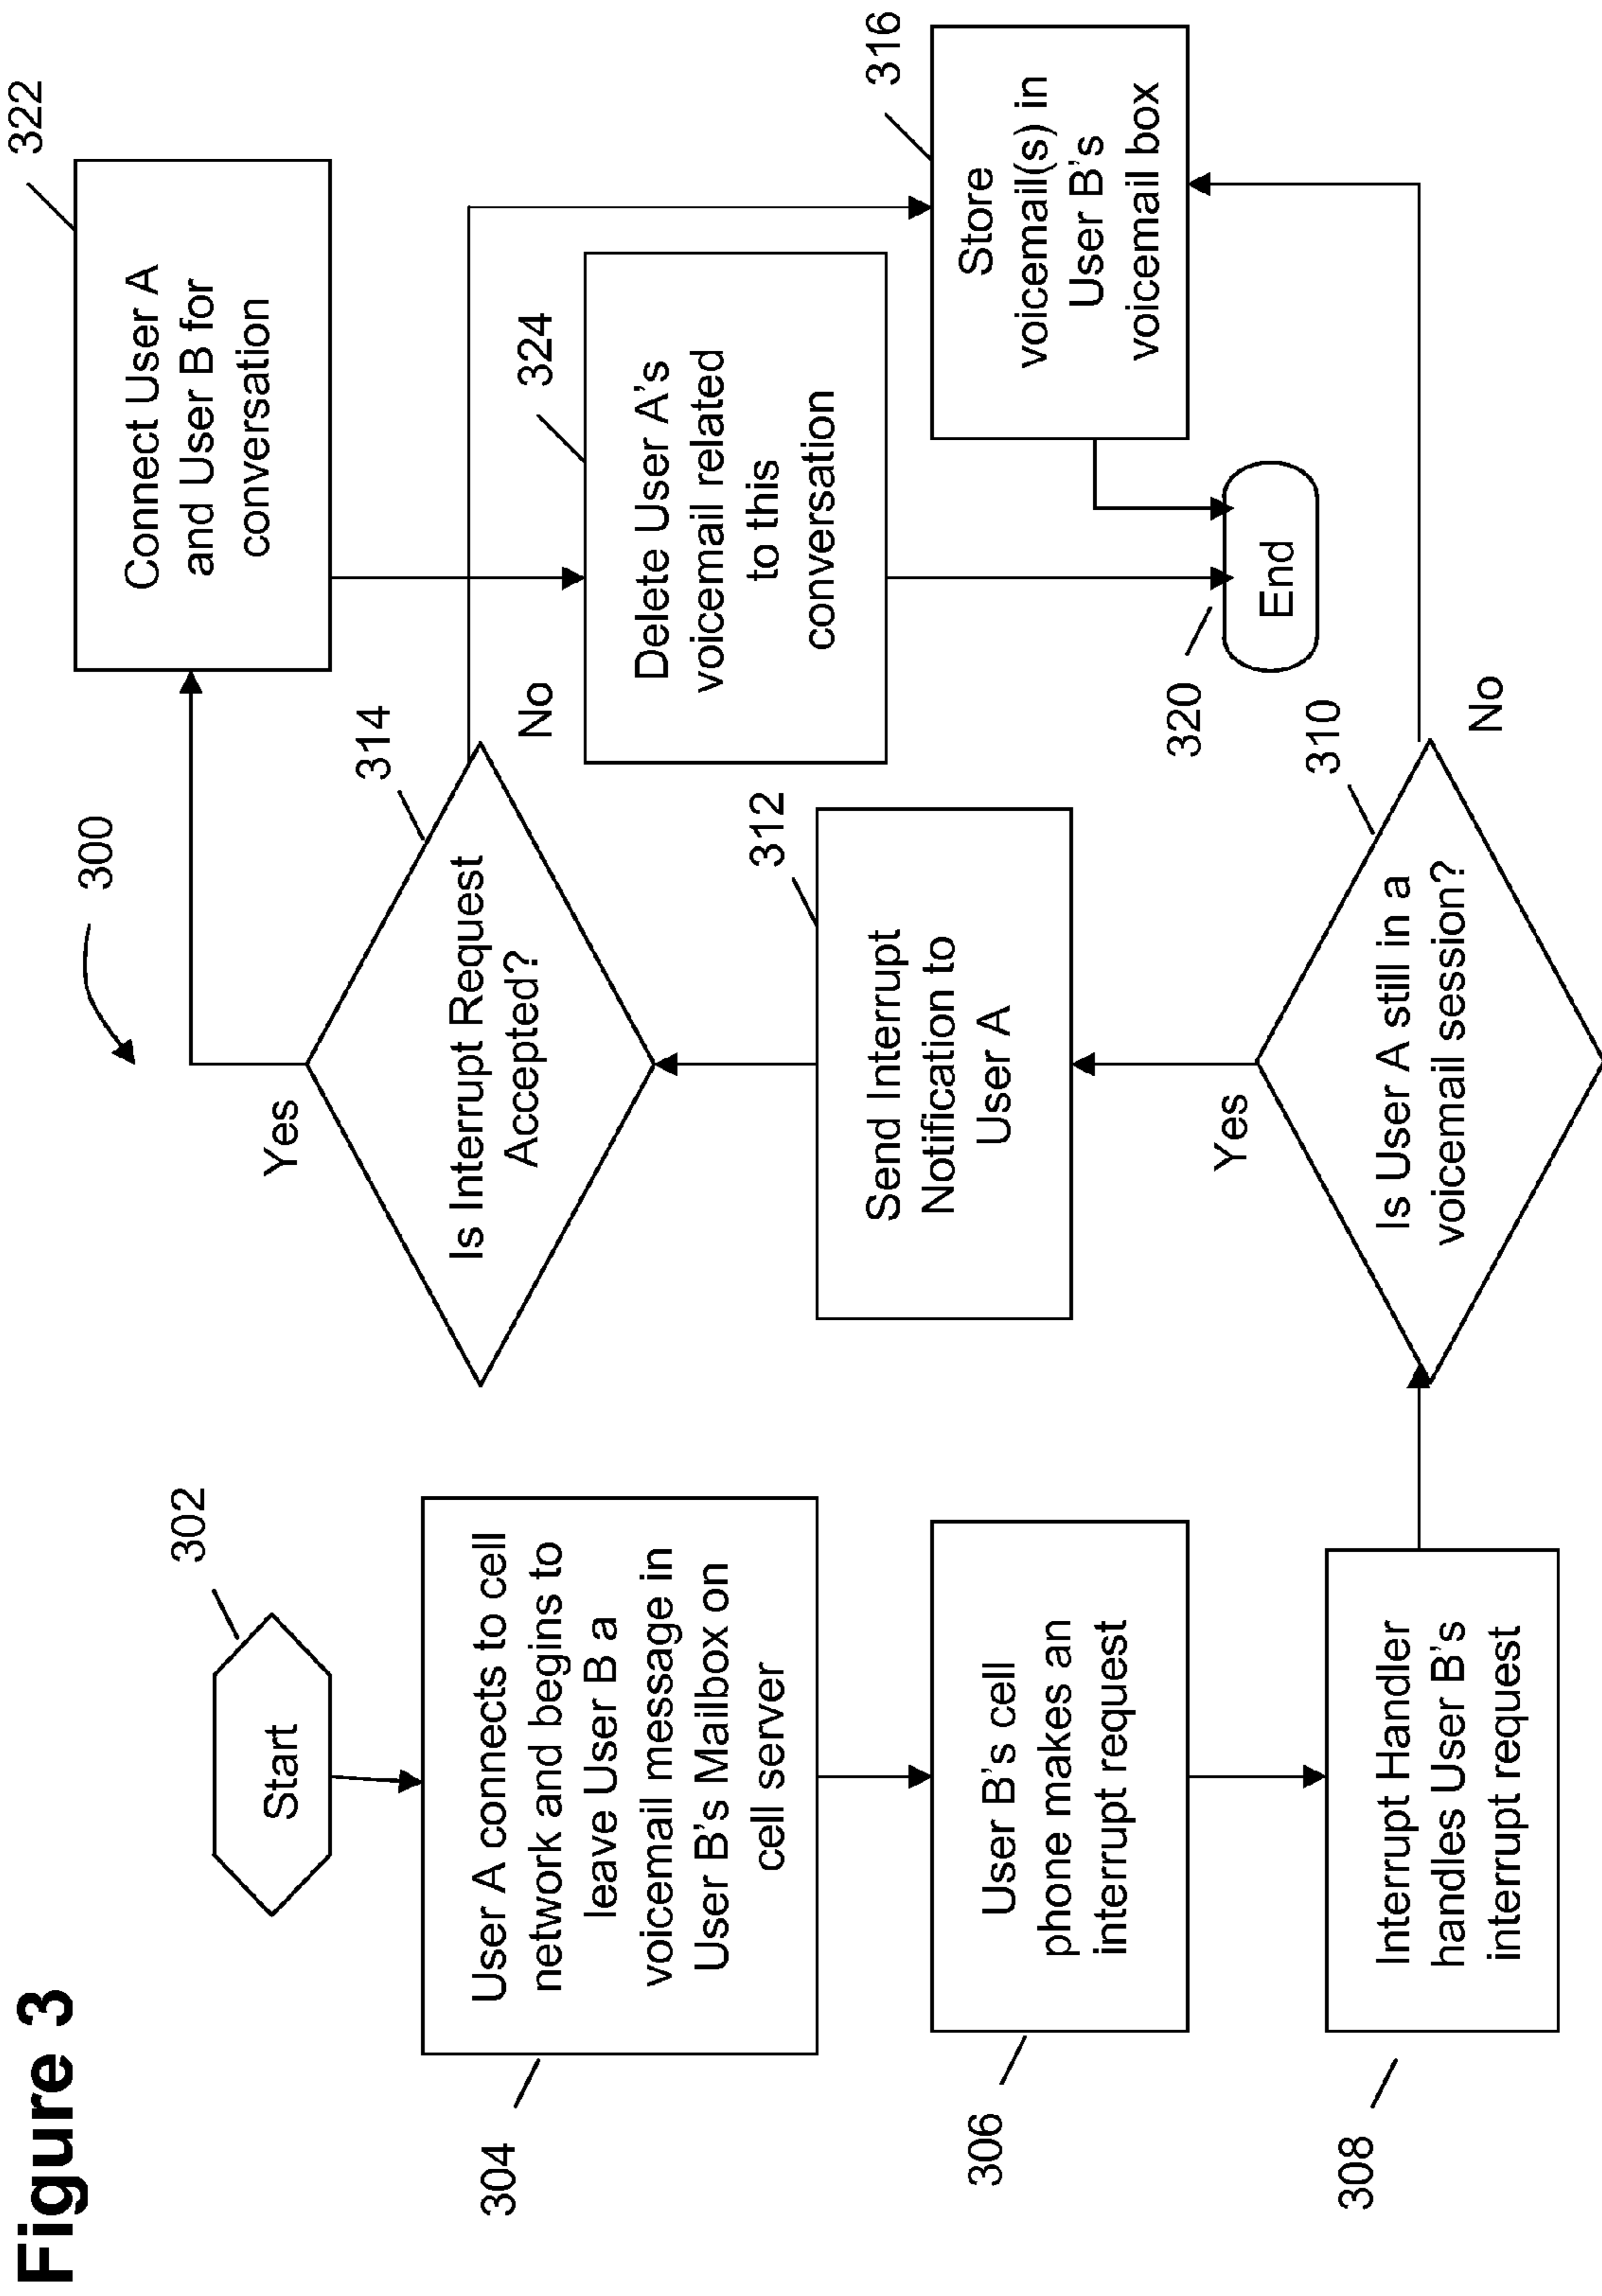 Figure 3
300
302
Start
304
User A connects to cell
network and begins to
leave User B a
voicemail message in
User B's Mailbox on
cell server
306
User B's cell
phone makes an
interrupt request
308
Interrupt Handler
handles User B's
interrupt request
310
Is User A still in a
voicemail session?
Yes
No
312
Send Interrupt
Notification to
User A
314
Is Interrupt Request
Accepted?
Yes
No
322
Connect User A
and User B for
conversation
324
Delete User A's
voicemail related
to this
conversation
316
Store
voicemail(s) in
User B's
voicemail box
320
End